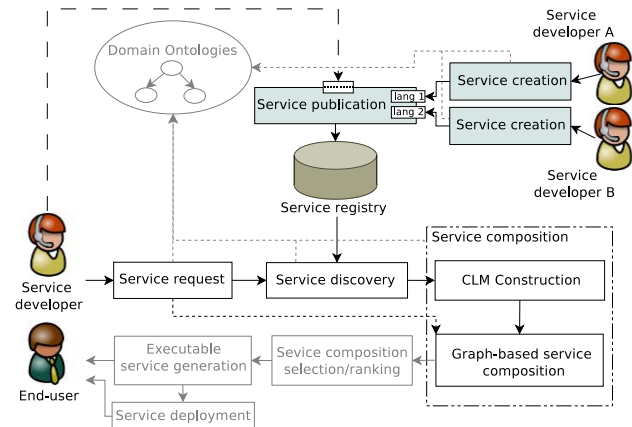 Service
developer A
Domain Ontologies
Service creation
Service publication
lang 1
lang 2
Service creation
Service
developer B
Service registry
Service composition
Service
developer
Service request
Service discovery
CLM Construction
Executable
service generation
Sevice composition
selection/ranking
Graph-based service
composition
End-user
Service deployment